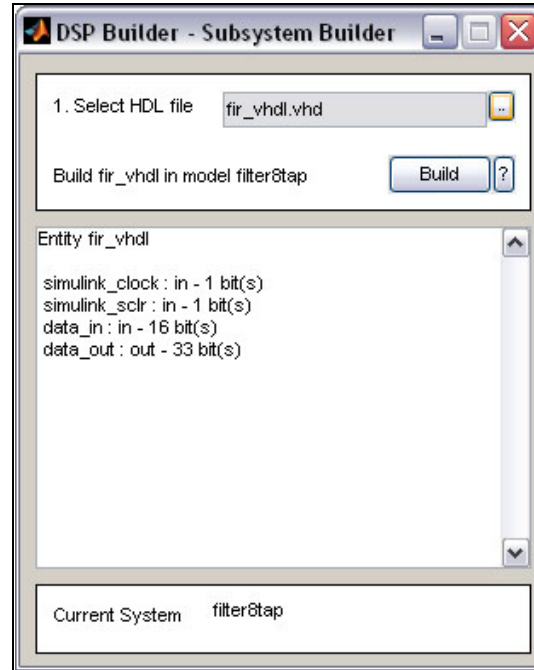 DSP Builder - Subsystem Builder
1. Select HDL file fir_vhdl.vhd ..
Build fir_vhdl in model filter8tap Build ?
Entity fir_vhdl
simulink_clock : in - 1 bit(s)
simulink_sclr : in - 1 bit(s)
data_in : in - 16 bit(s)
data_out : out - 33 bit(s)
Current System filter8tap